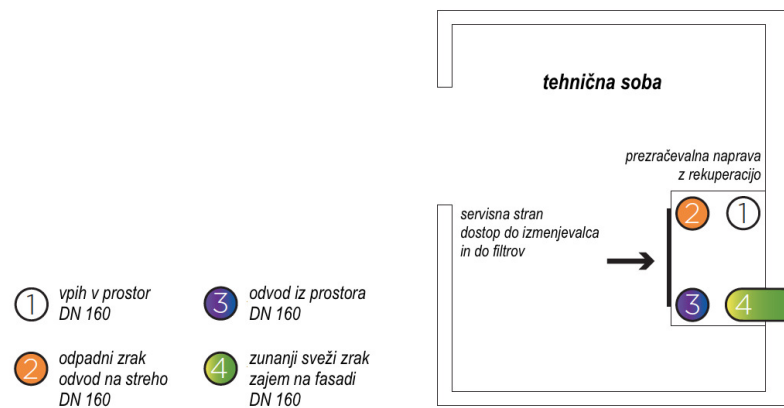 tehnična soba
prezračevalna naprava
z rekuperacijo
2
1
servisna stran
dostop do izmenjevalca
in do filtrov
3
4
1
vpih v prostor
DN 160
3
odvod iz prostora
DN 160
2
odpadni zrak
odvod na streho
DN 160
4
zunanji sveži zrak
zajem na fasadi
DN 160